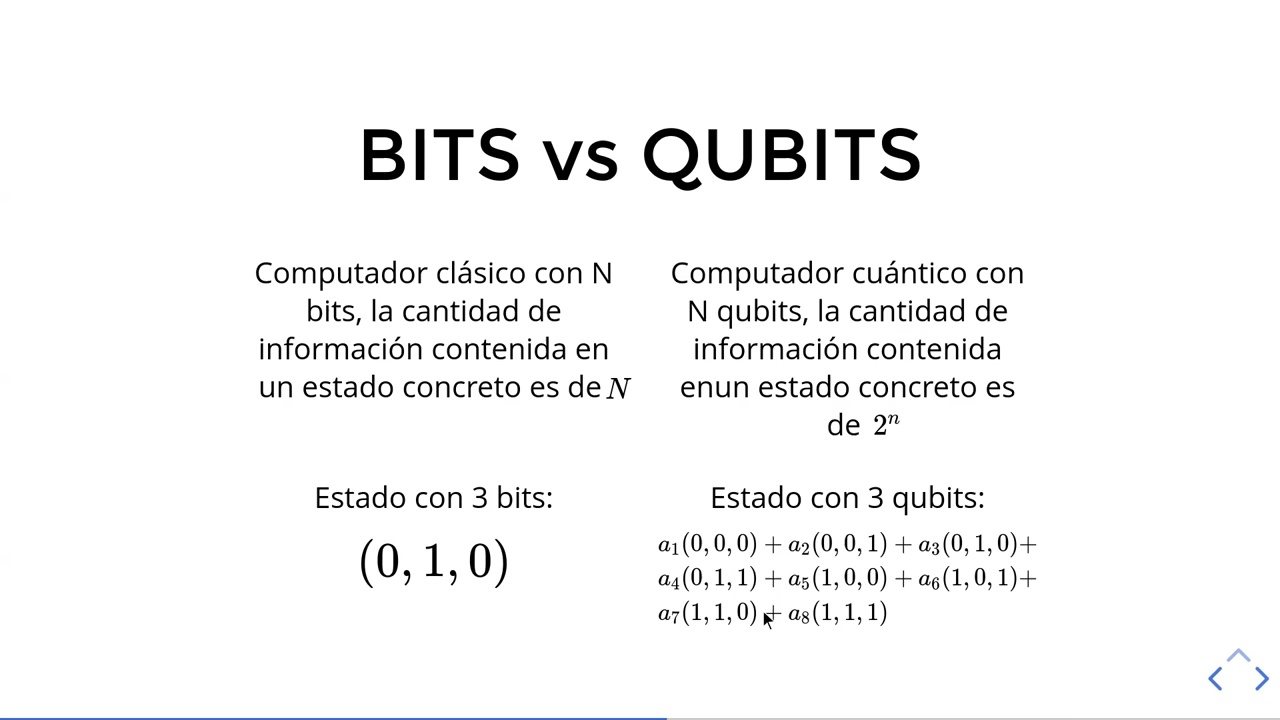 BITS vs QUBITS
Computador clásico con N
bits, la cantidad de
información contenida en
un estado concreto es de N
Computador cuántico con
N qubits, la cantidad de
información contenida
enun estado concreto es
de 2ⁿ
Estado con 3 bits:
(0, 1, 0)
Estado con 3 qubits:
a₁(0, 0, 0) + a₂(0, 0, 1) + a₃(0, 1, 0)+
a₄(0, 1, 1) + a₅(1, 0, 0) + a₆(1, 0, 1)+
a₇(1, 1, 0) + a₈(1, 1, 1)